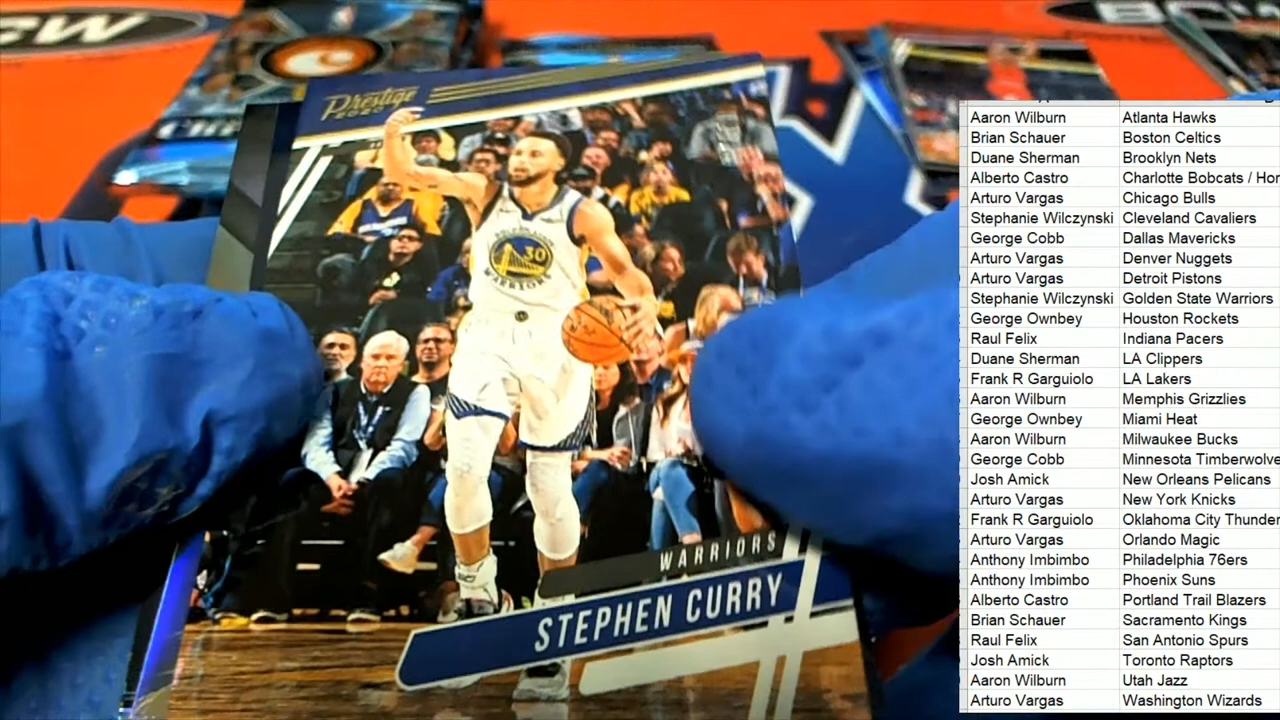 CW
BCW
Prestige
30
WARRIORS
WARRIORS
STEPHEN CURRY
Aaron Wilburn Atlanta Hawks
Brian Schauer Boston Celtics
Duane Sherman Brooklyn Nets
Alberto Castro Charlotte Bobcats / Hor
Arturo Vargas Chicago Bulls
Stephanie Wilczynski Cleveland Cavaliers
George Cobb Dallas Mavericks
Arturo Vargas Denver Nuggets
Arturo Vargas Detroit Pistons
Stephanie Wilczynski Golden State Warriors
George Ownbey Houston Rockets
Raul Felix Indiana Pacers
Duane Sherman LA Clippers
Frank R Garguiolo LA Lakers
Aaron Wilburn Memphis Grizzlies
George Ownbey Miami Heat
Aaron Wilburn Milwaukee Bucks
George Cobb Minnesota Timberwolve
Josh Amick New Orleans Pelicans
Arturo Vargas New York Knicks
Frank R Garguiolo Oklahoma City Thunder
Arturo Vargas Orlando Magic
Anthony Imbimbo Philadelphia 76ers
Anthony Imbimbo Phoenix Suns
Alberto Castro Portland Trail Blazers
Brian Schauer Sacramento Kings
Raul Felix San Antonio Spurs
Josh Amick Toronto Raptors
Aaron Wilburn Utah Jazz
Arturo Vargas Washington Wizards